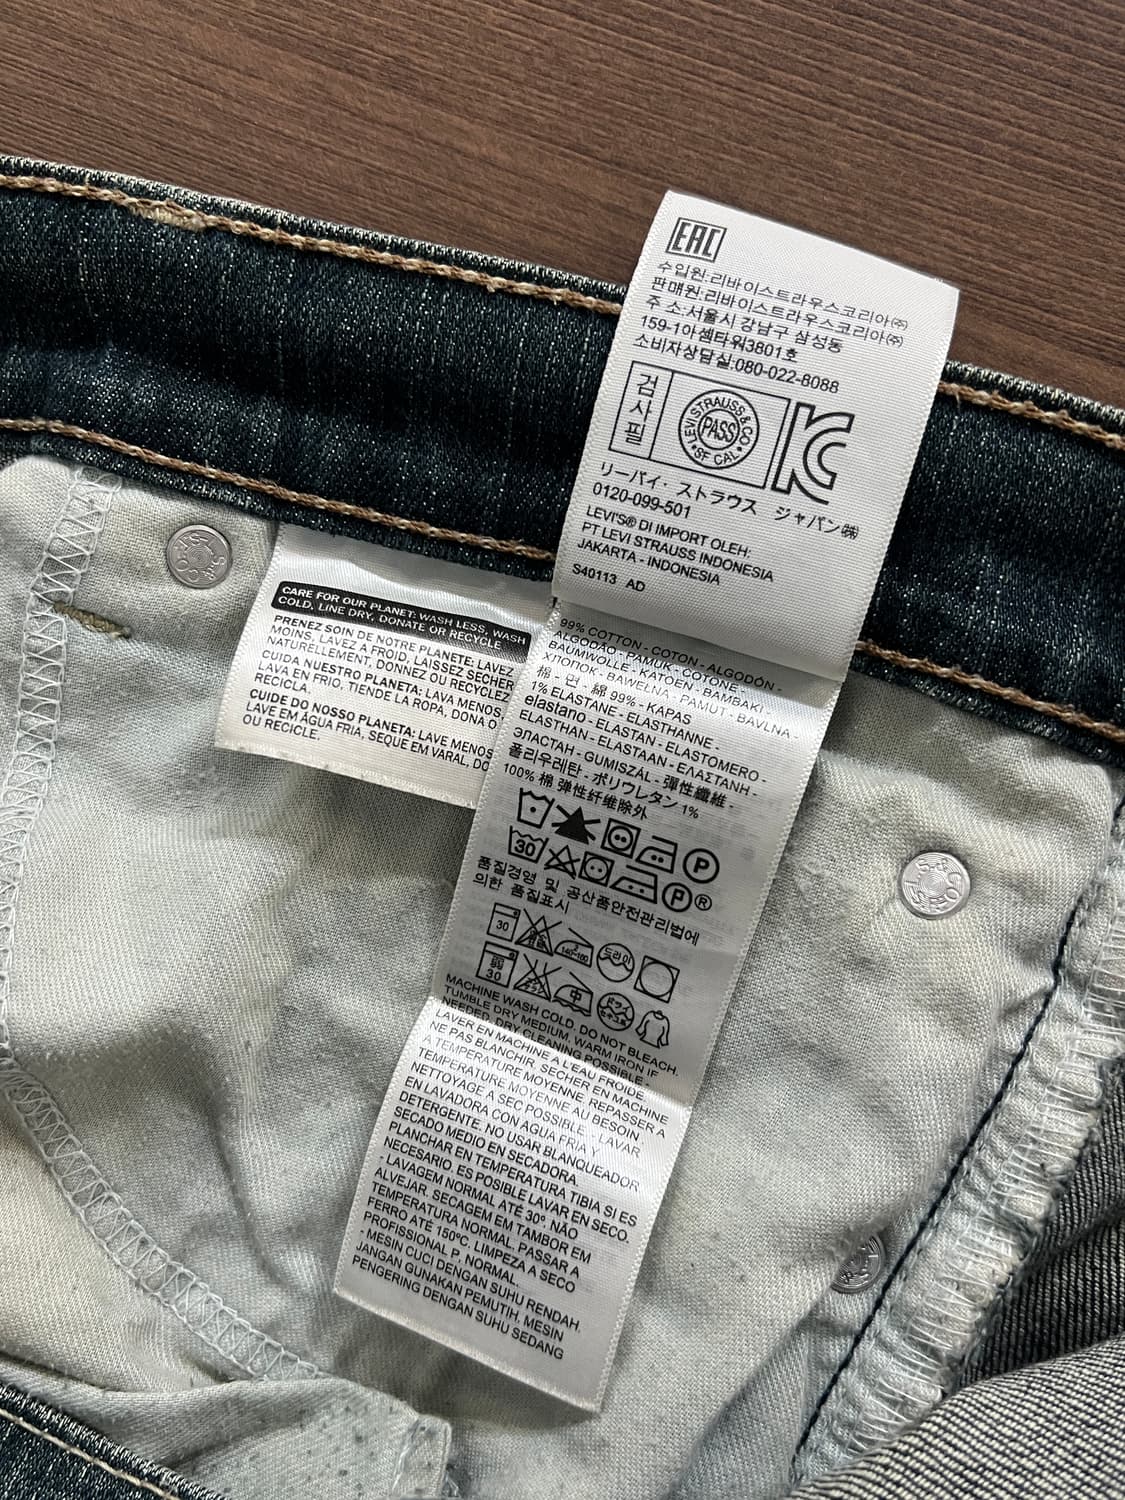 EAC
수입원:리바이스트라우스코리아㈜
판매원:리바이스트라우스코리아㈜
주 소:서울시 강남구 삼성동
159-1아셈타워3801호
소비자상담실:080-022-8088
검사필
LEVI STRAUSS & CO
PASS
SF CAL
リーバイ・ストラウス ジャパン㈱
0120-099-501
LEVI'S® DI IMPORT OLEH:
PT LEVI STRAUSS INDONESIA
JAKARTA - INDONESIA
S40113 AD
CARE FOR OUR PLANET: WASH LESS, WASH
COLD, LINE DRY, DONATE OR RECYCLE
PRENEZ SOIN DE NOTRE PLANETE: LAVEZ
MOINS, LAVEZ A FROID, LAISSEZ SECHER
NATURELLEMENT, DONNEZ OU RECYCLEZ
CUIDA NUESTRO PLANETA: LAVA MENOS,
LAVA EN FRIO, TIENDE LA ROPA, DONA O
RECICLA.
CUIDE DO NOSSO PLANETA: LAVE MENOS
LAVE EM ÁGUA FRIA, SEQUE EM VARAL, DO
OU RECICLE.
99% COTTON - COTON - ALGODÓN -
ALGODÃO - PAMUK - COTONE -
BAUMWOLLE - KATOEN - BAMBAKI -
ХЛОПОК - BAWEŁNA - PAMUT - BAVLNA -
棉 - 면 - 綿 99% - KAPAS
1% ELASTANE - ELASTHANNE -
elastano - ELASTAN - ELASTOMERO -
ELASTHAN - ELASTAAN - ΕΛΑΣΤΑΝΗ -
ЭЛАСТАН - GUMISZÁL - 彈性纖維 -
폴리우레탄 - ポリウレタン 1%
100% 棉 弹性纤维除外
P
30 P ®
품질경영 및 공산품안전관리법에
의한 품질표시
30 140~160 드라이
30 中 ドライ
MACHINE WASH COLD. DO NOT BLEACH.
TUMBLE DRY MEDIUM. WARM IRON IF
NEEDED. DRY CLEANING POSSIBLE -
LAVER EN MACHINE A L'EAU FROIDE.
NE PAS BLANCHIR. SECHER EN MACHINE
A TEMPERATURE MOYENNE. REPASSER A
TEMPERATURE MOYENNE AU BESOIN.
NETTOYAGE A SEC POSSIBLE - LAVAR
EN LAVADORA CON AGUA FRIA Y
DETERGENTE. NO USAR BLANQUEADOR
SECADO MEDIO EN SECADORA.
PLANCHAR EN TEMPERATURA TIBIA SI ES
NECESARIO. ES POSIBLE LAVAR EN SECO.
- LAVAGEM NORMAL ATÉ 30º. NÃO
ALVEJAR. SECAGEM EM TAMBOR EM
TEMPERATURA NORMAL. PASSAR A
FERRO ATÉ 150ºC. LIMPEZA A SECO
PROFISSIONAL P. NORMAL.
- MESIN CUCI DENGAN SUHU RENDAH.
JANGAN GUNAKAN PEMUTIH. MESIN
PENGERING DENGAN SUHU SEDANG